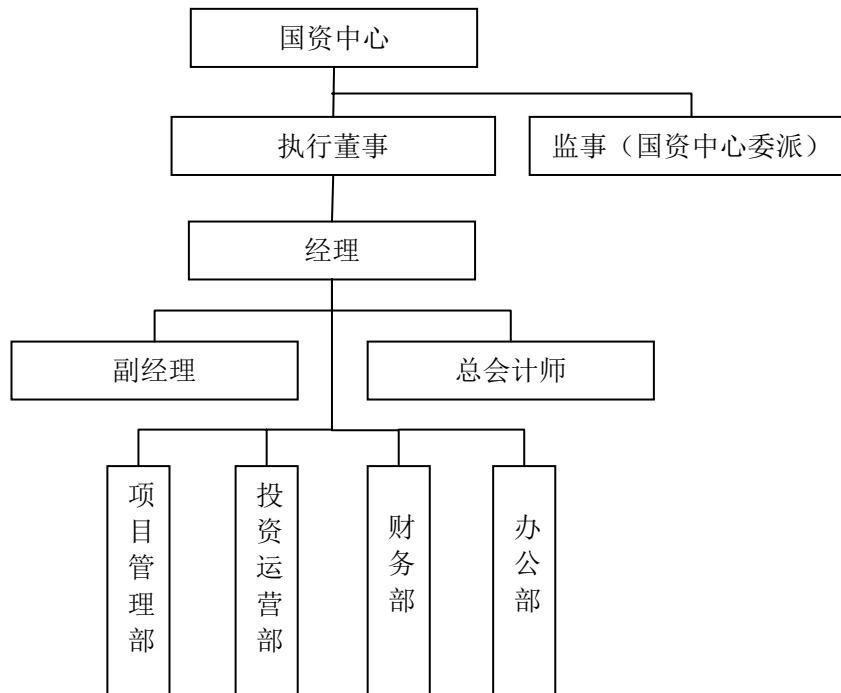 国资中心
执行董事
监事（国资中心委派）
经理
副经理
总会计师
项目管理部
投资运营部
财务部
办公部